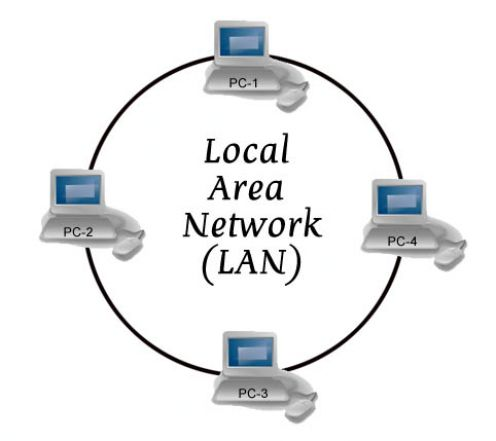 PC-1
Local
Area
Network
(LAN)
PC-2
PC-4
PC-3